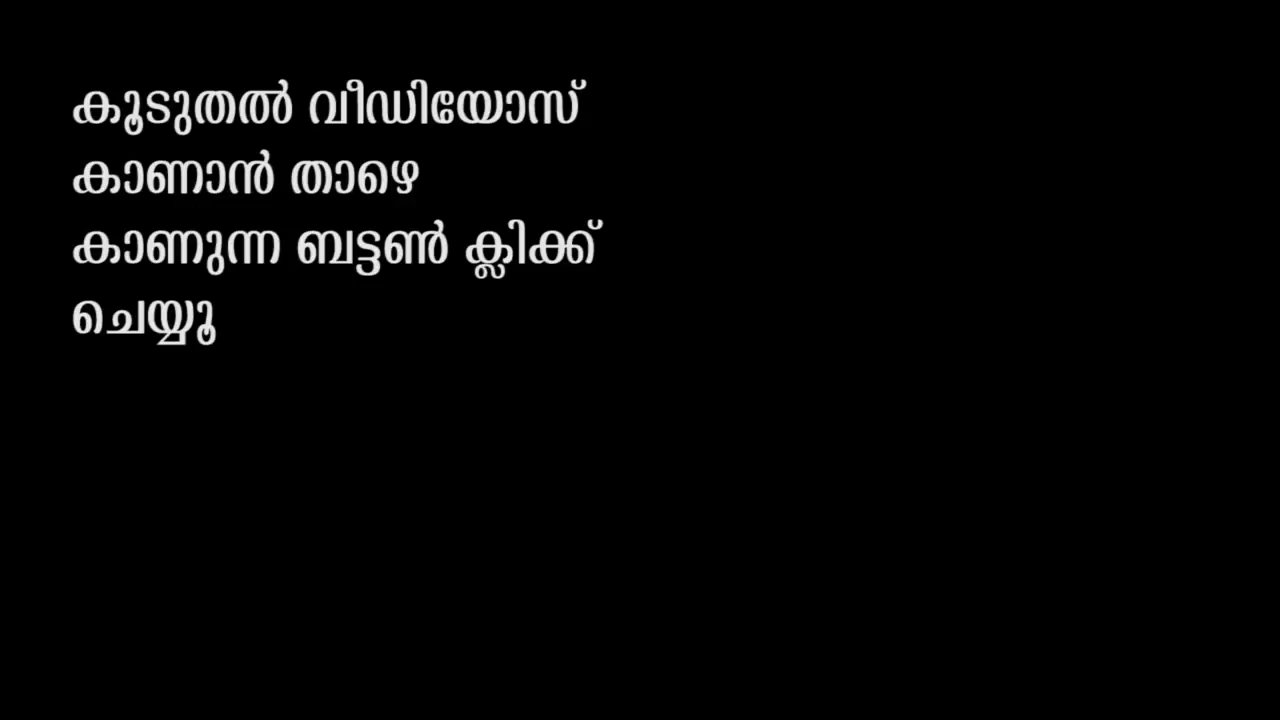 കൂടുതൽ വീഡിയോസ്
കാണാൻ താഴെ
കാണുന്ന ബട്ടൺ ക്ലിക്ക്
ചെയ്യൂ